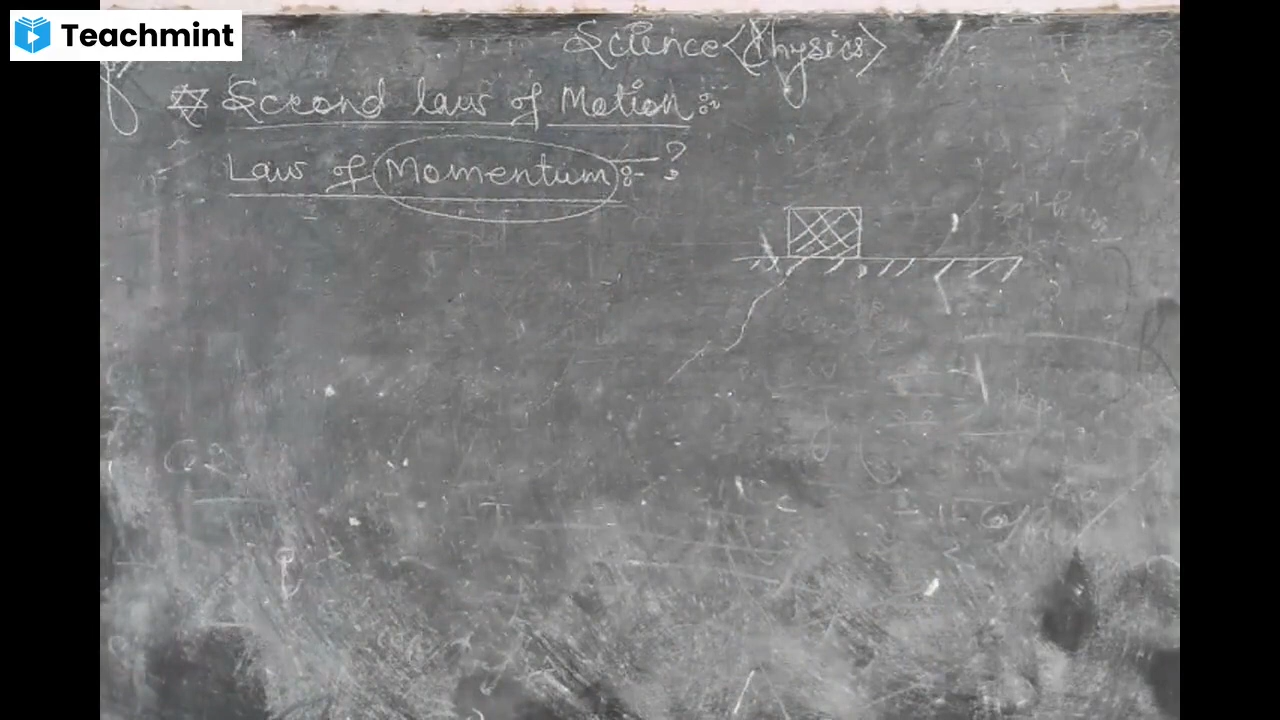 Teachmint
Science <Physics>
Second law of Motion :-
Law of Momentum :- ?